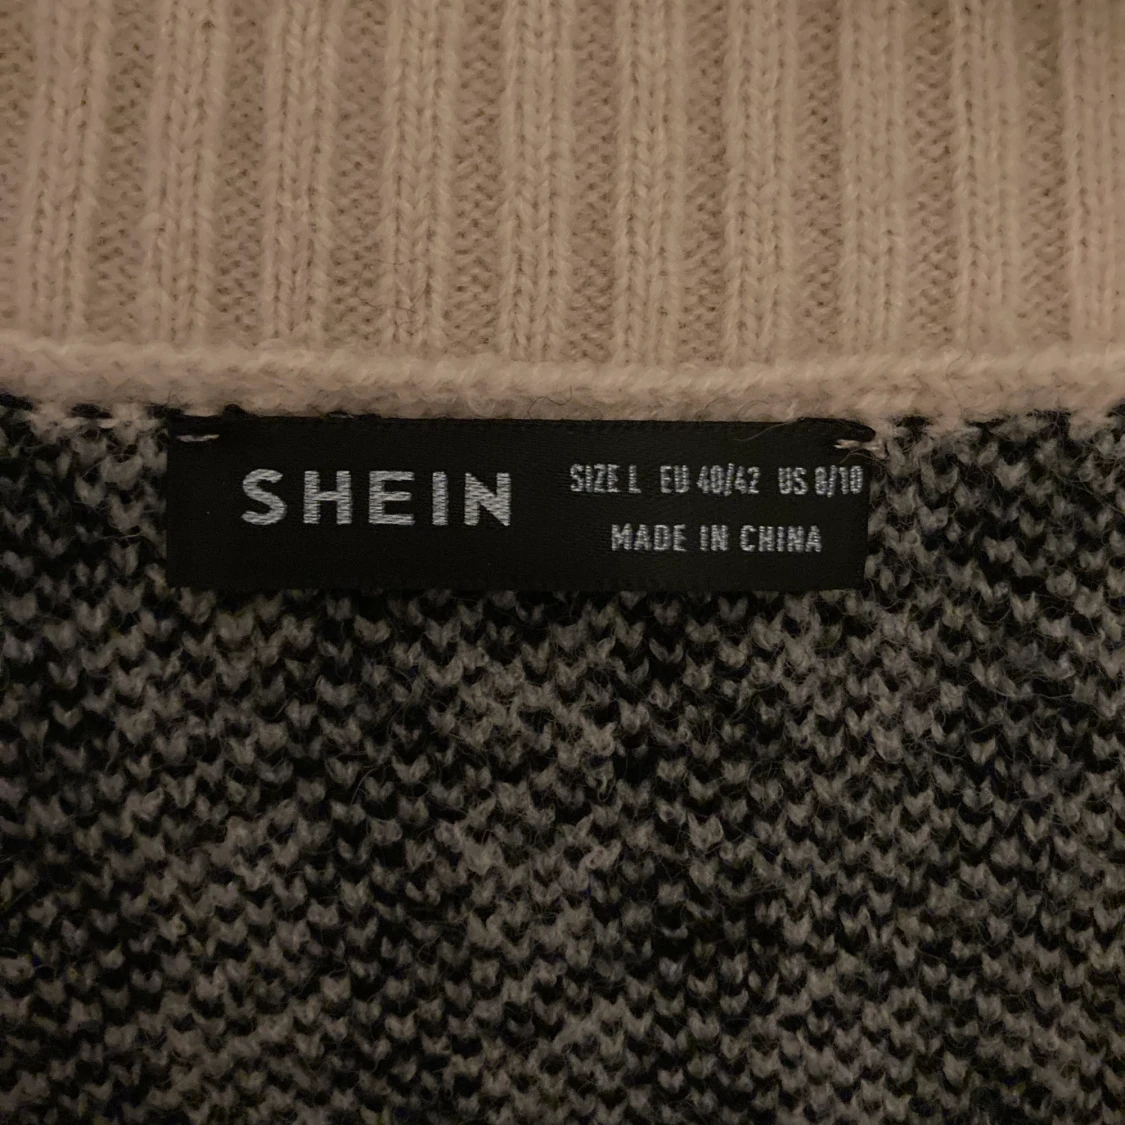 SHEIN
SIZE L EU 40/42 US 8/10
MADE IN CHINA